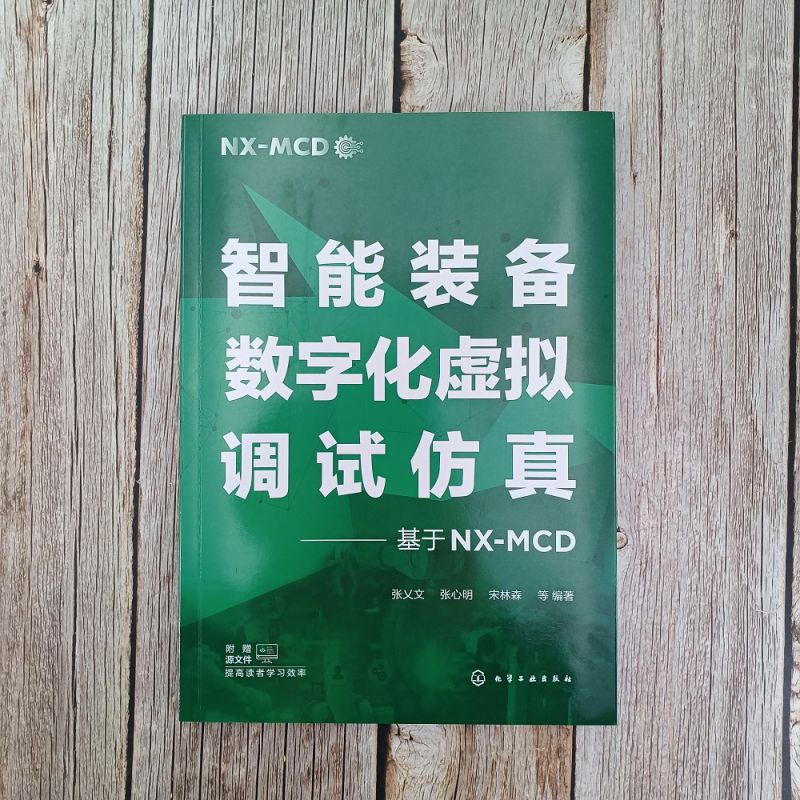 NX-MCD
智能装备
数字化虚拟
调试仿真
——基于NX-MCD
张乂文 张心明 宋林森 等 编著
附赠
源文件
提高读者学习效率
化学工业出版社